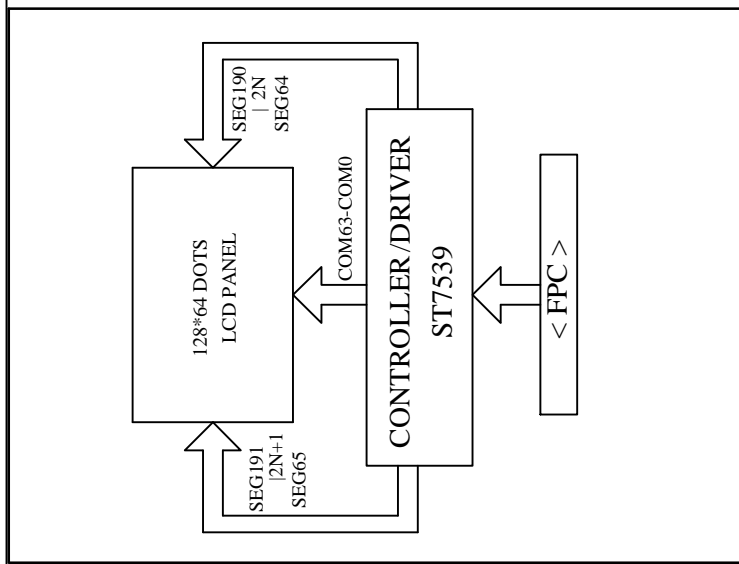 SEG190
| 2N
SEG64
128*64 DOTS
LCD PANEL
COM63-COM0
CONTROLLER/DRIVER
ST7539
< FPC >
SEG191
|2N+1
SEG65